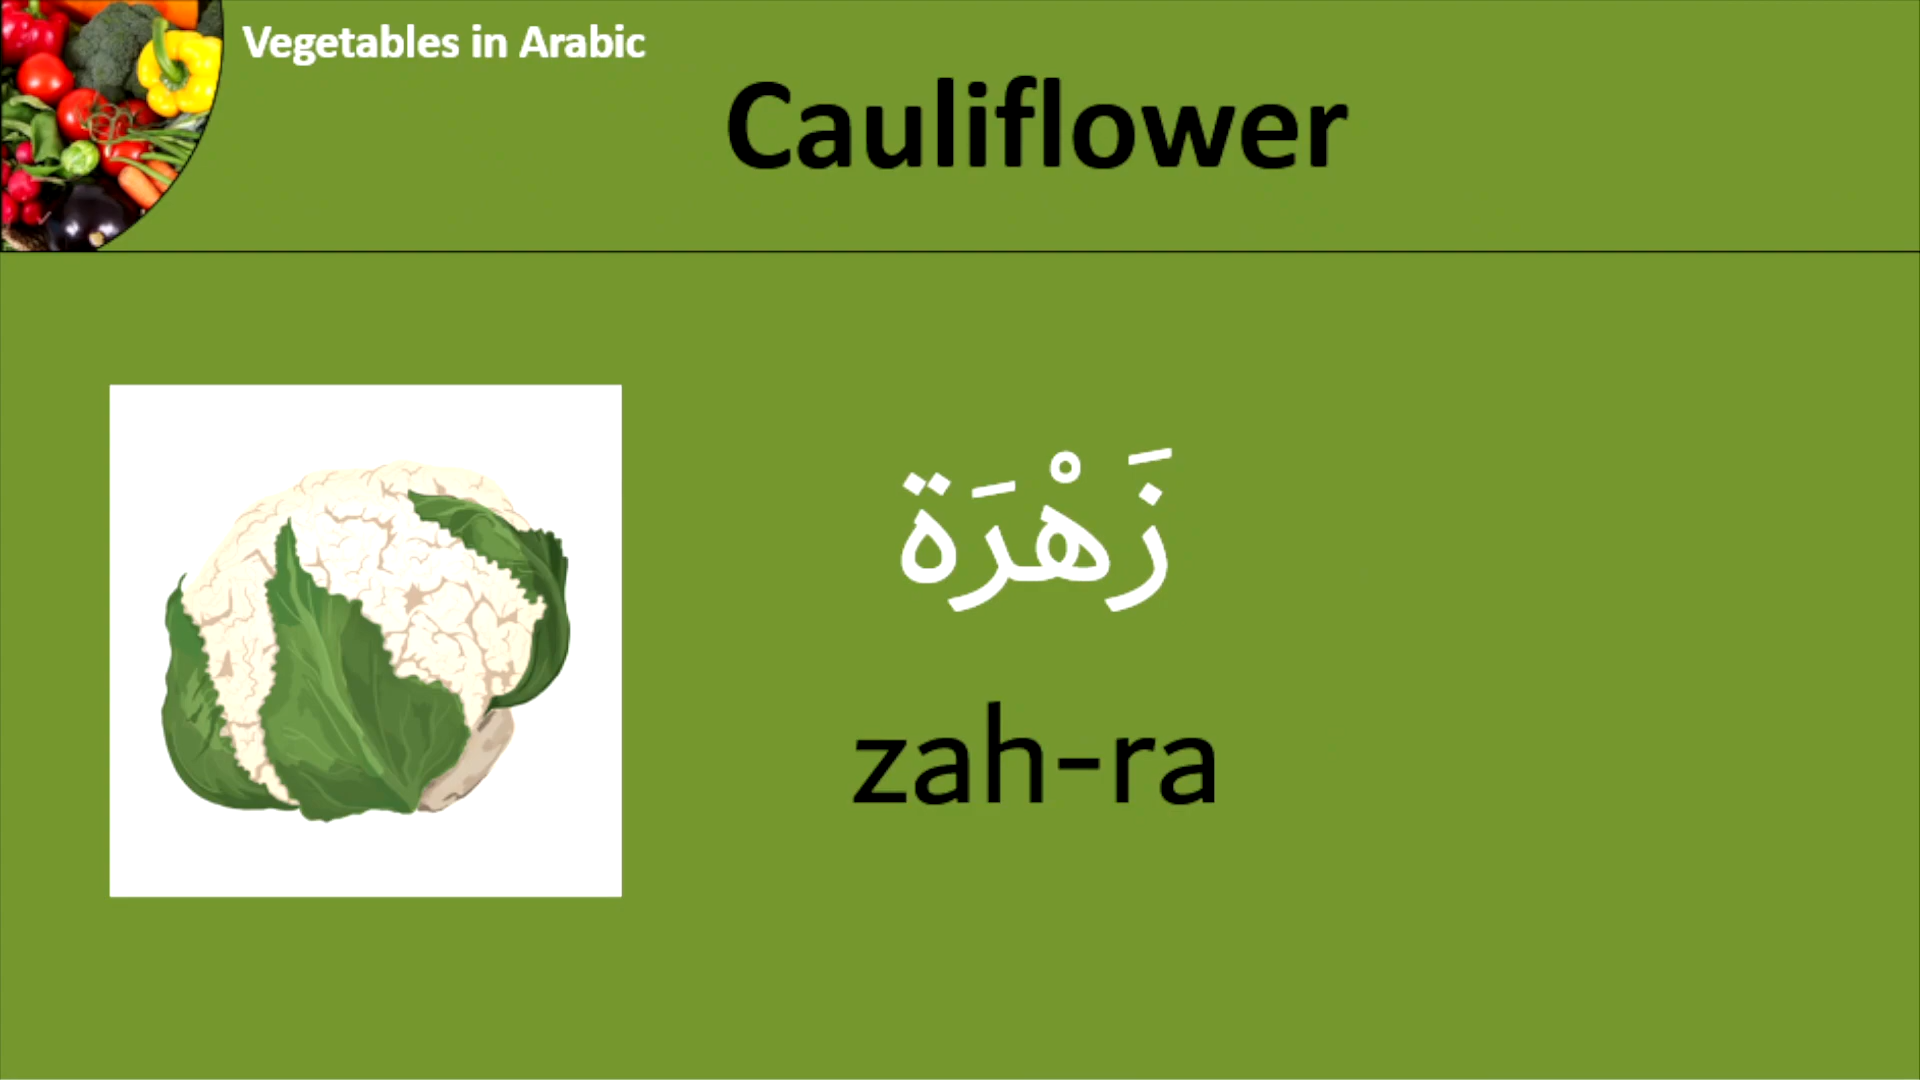 Vegetables in Arabic
Cauliflower
زَهْرَة
zah-ra